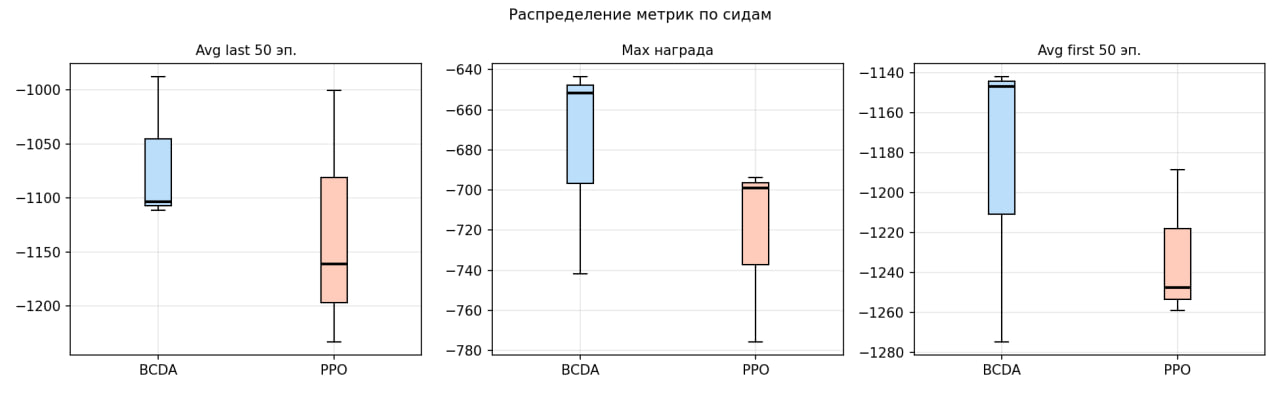 Распределение метрик по сидам
Avg last 50 эп.
−1000
−1050
−1100
−1150
−1200
BCDA
PPO
Max награда
−640
−660
−680
−700
−720
−740
−760
−780
BCDA
PPO
Avg first 50 эп.
−1140
−1160
−1180
−1200
−1220
−1240
−1260
−1280
BCDA
PPO